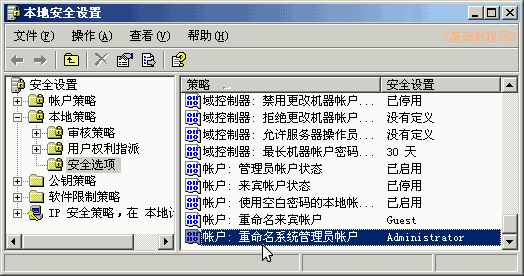 本地安全设置
文件(F) 操作(A) 查看(V) 帮助(H)
安全设置
帐户策略
本地策略
审核策略
用户权利指派
安全选项
公钥策略
软件限制策略
IP 安全策略，在 本地计
策略 安全设置
域控制器: 禁用更改机器帐户... 已停用
域控制器: 拒绝更改机器帐户... 没有定义
域控制器: 允许服务器操作员... 没有定义
域控制器: 最长机器帐户密码... 30 天
帐户: 管理员帐户状态 已启用
帐户: 来宾帐户状态 已停用
帐户: 使用空白密码的本地帐... 已启用
帐户: 重命名来宾帐户 Guest
帐户: 重命名系统管理员帐户 Administrator